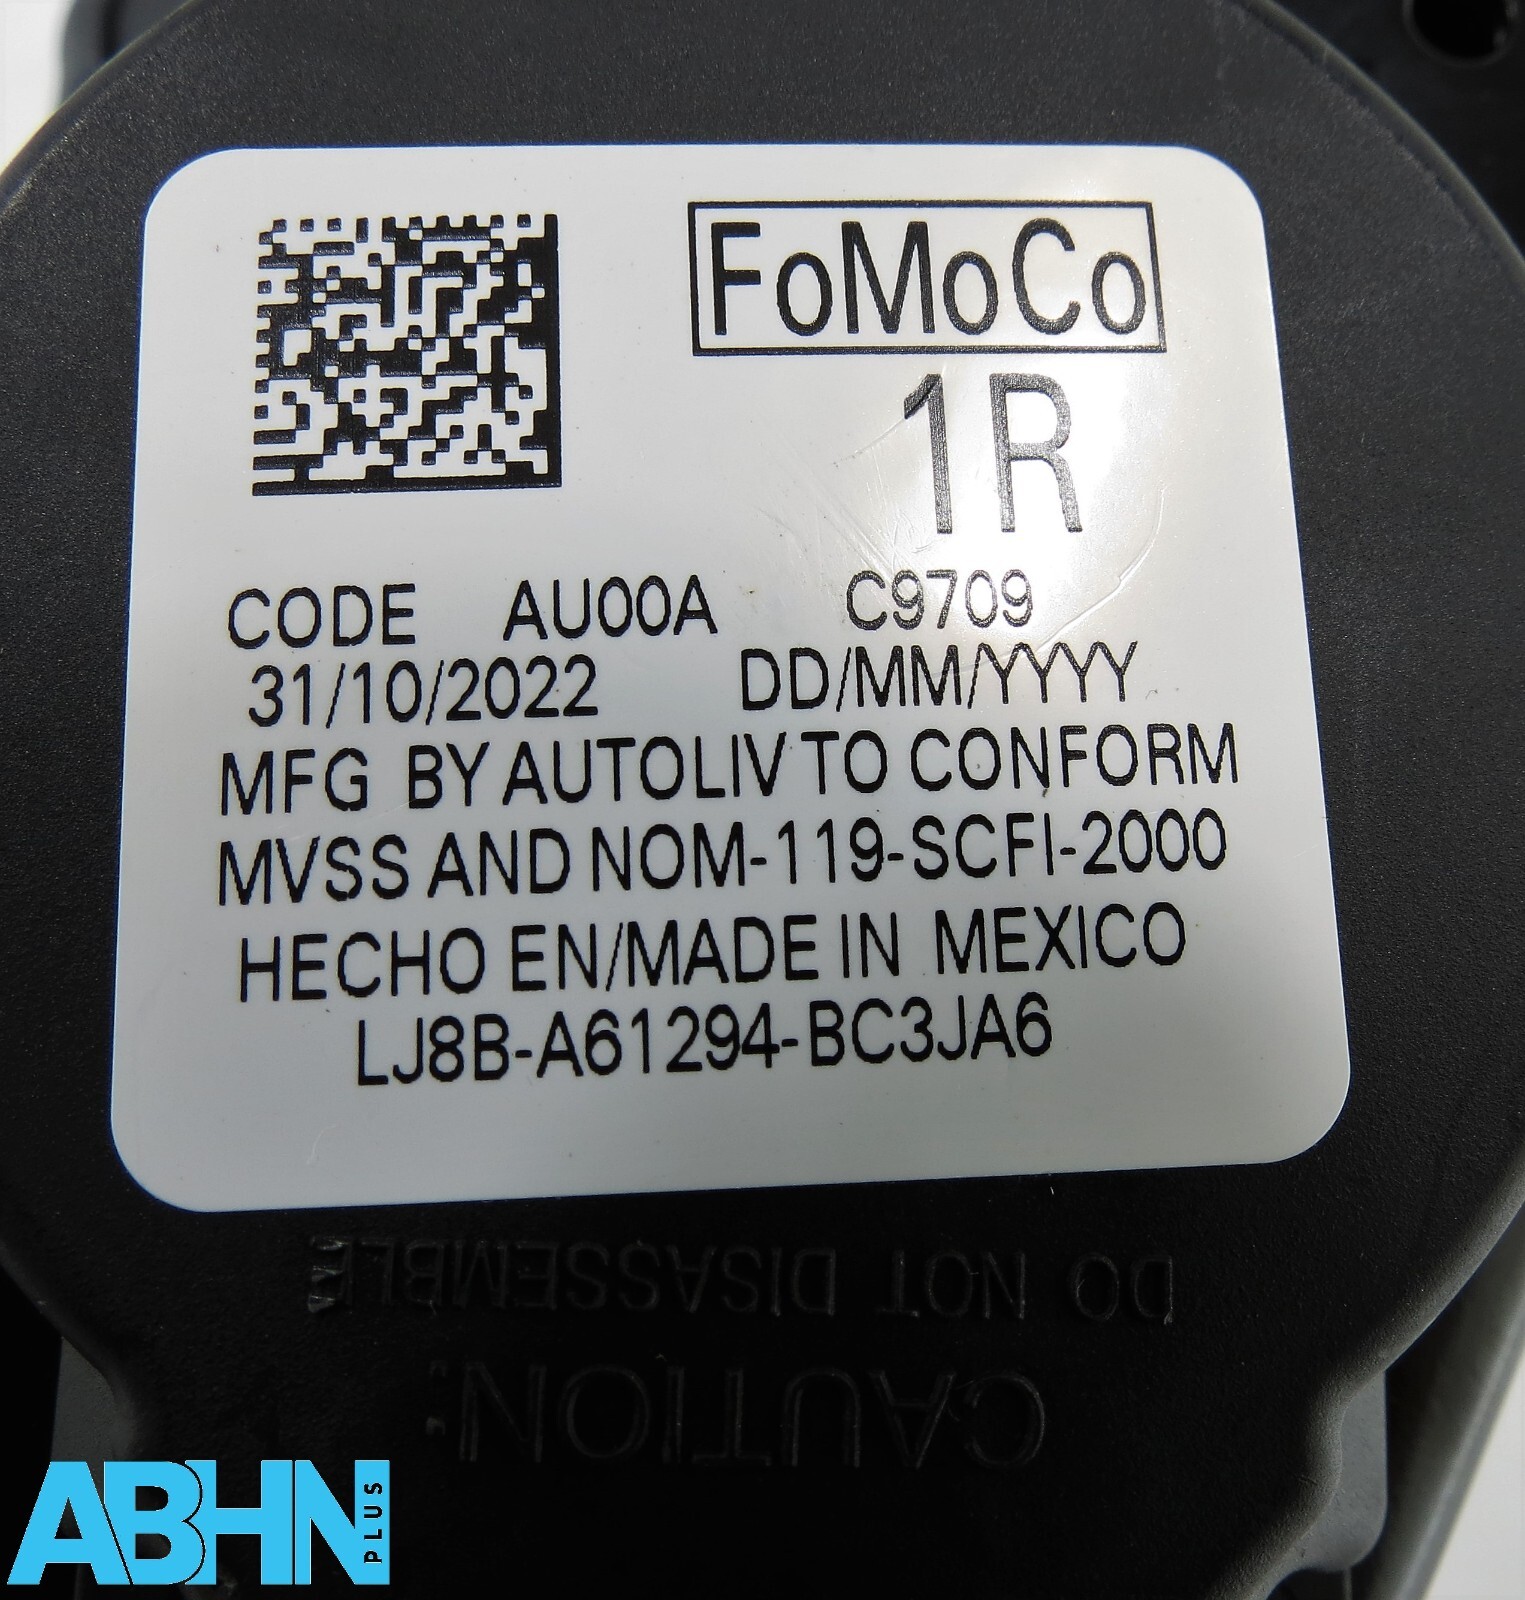 FoMoCo
1R
CODE AU00A C9709
31/10/2022 DD/MM/YYYY
MFG BY AUTOLIV TO CONFORM
MVSS AND NOM-119-SCFI-2000
HECHO EN/MADE IN MEXICO
LJ8B-A61294-BC3JA6
CAUTION:
DO NOT DISASSEMBLE
ABHN PLUS